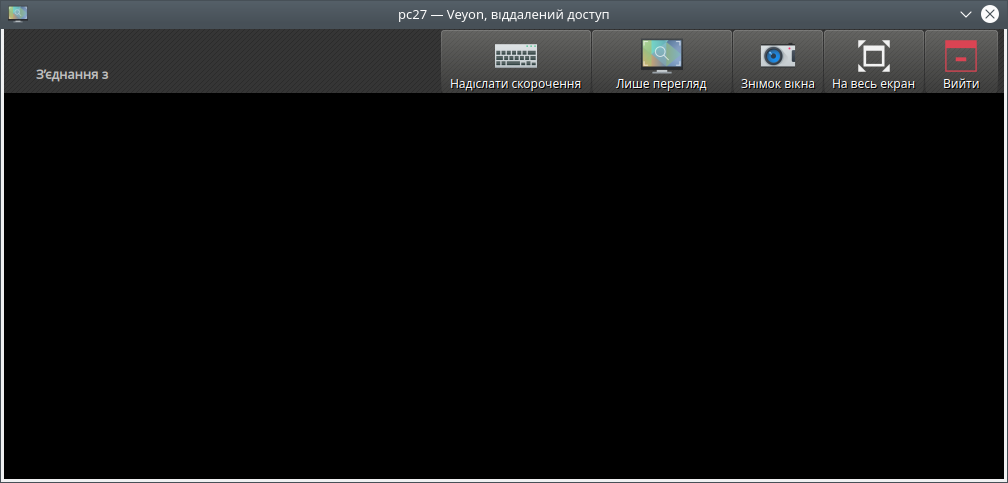 pc27 — Veyon, віддалений доступ
З'єднання з
Надіслати скорочення
Лише перегляд
Знімок вікна
На весь екран
Вийти